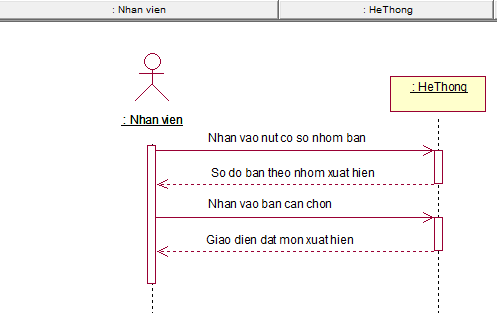 : Nhan vien
: HeThong
: HeThong
: Nhan vien
Nhan vao nut co so nhom ban
So do ban theo nhom xuat hien
Nhan vao ban can chon
Giao dien dat mon xuat hien